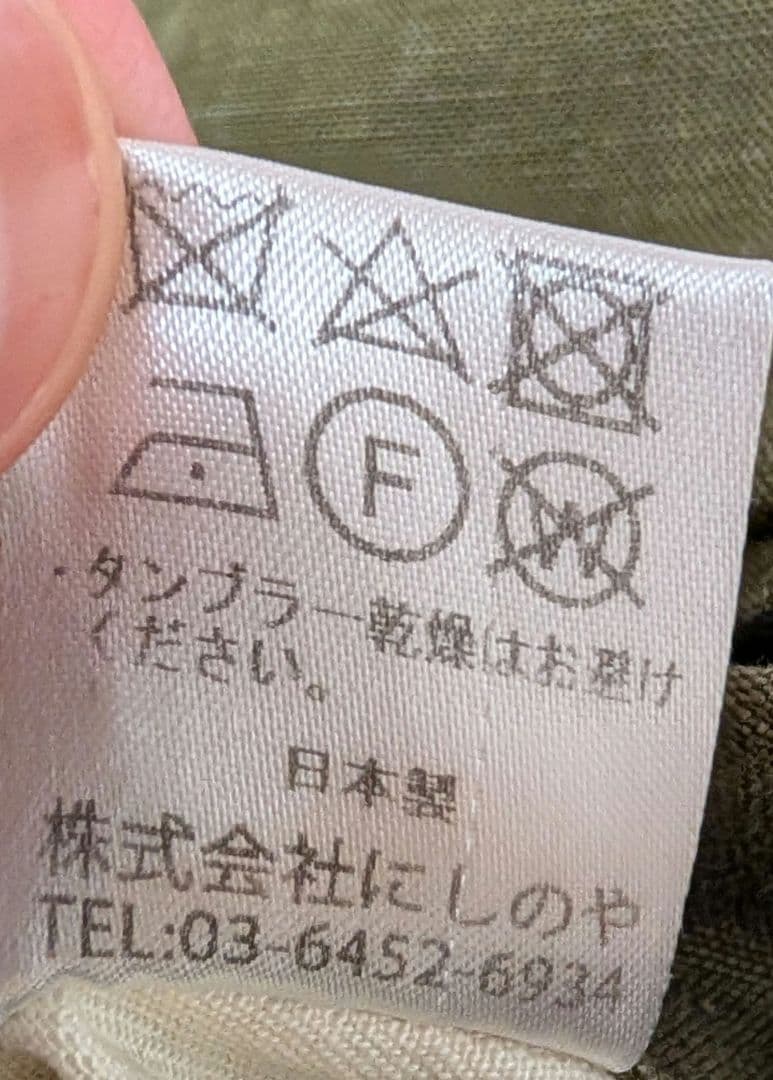 F
W
・タンブラー乾燥はお避け
ください。
日本製
株式会社にしのや
TEL:03-6452-6934